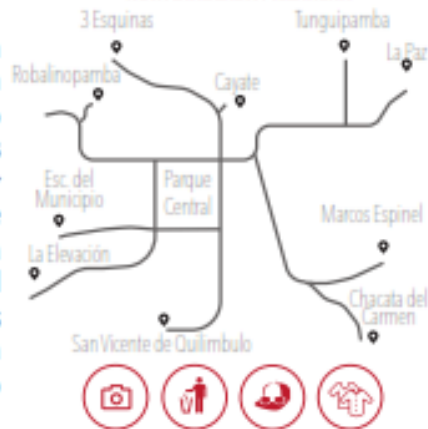 3 Esquinas
Tunguipamba
La Paz
Robalinopamba
Cayate
Esc. del
Municipio
Parque
Central
Marcos Espinel
La Elevación
Chacata del
Carmen
San Vicente de Quilimbulo